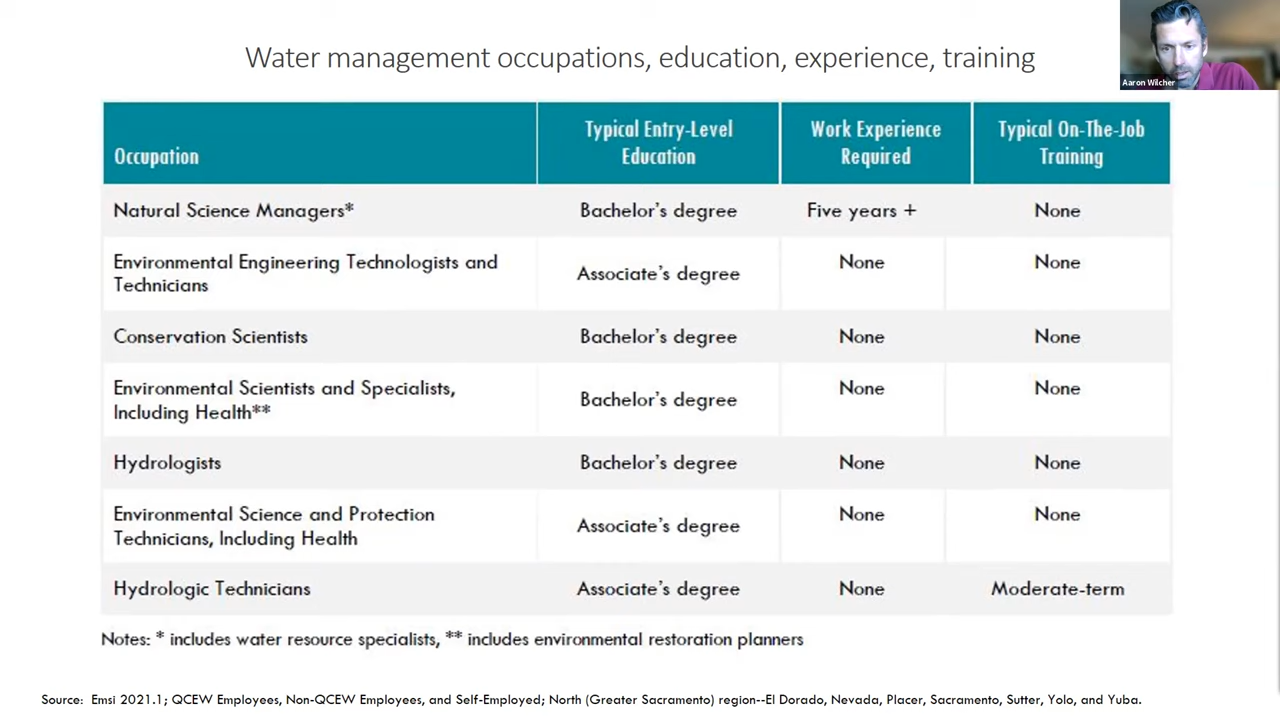 Water management occupations, education, experience, training
Aaron Wilcher
Occupation
Typical Entry-Level
Education
Work Experience
Required
Typical On-The-Job
Training
Natural Science Managers*
Bachelor's degree
Five years +
None
Environmental Engineering Technologists and
Technicians
Associate's degree
None
None
Conservation Scientists
Bachelor's degree
None
None
Environmental Scientists and Specialists,
Including Health**
Bachelor's degree
None
None
Hydrologists
Bachelor's degree
None
None
Environmental Science and Protection
Technicians, Including Health
Associate's degree
None
None
Hydrologic Technicians
Associate's degree
None
Moderate-term
Notes: * includes water resource specialists, ** includes environmental restoration planners
Source: Emsi 2021.1; QCEW Employees, Non-QCEW Employees, and Self-Employed; North (Greater Sacramento) region--El Dorado, Nevada, Placer, Sacramento, Sutter, Yolo, and Yuba.